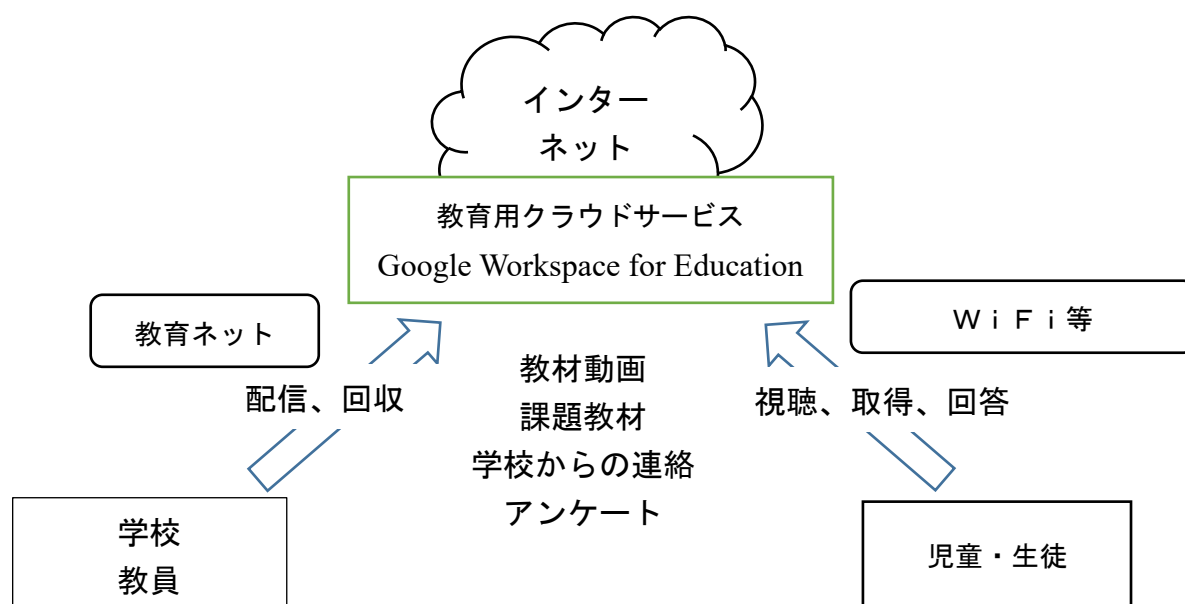 インター
ネット
教育用クラウドサービス
Google Workspace for Education
教育ネット
ＷｉＦｉ等
配信、回収
教材動画
課題教材
学校からの連絡
アンケート
視聴、取得、回答
学校
教員
児童・生徒